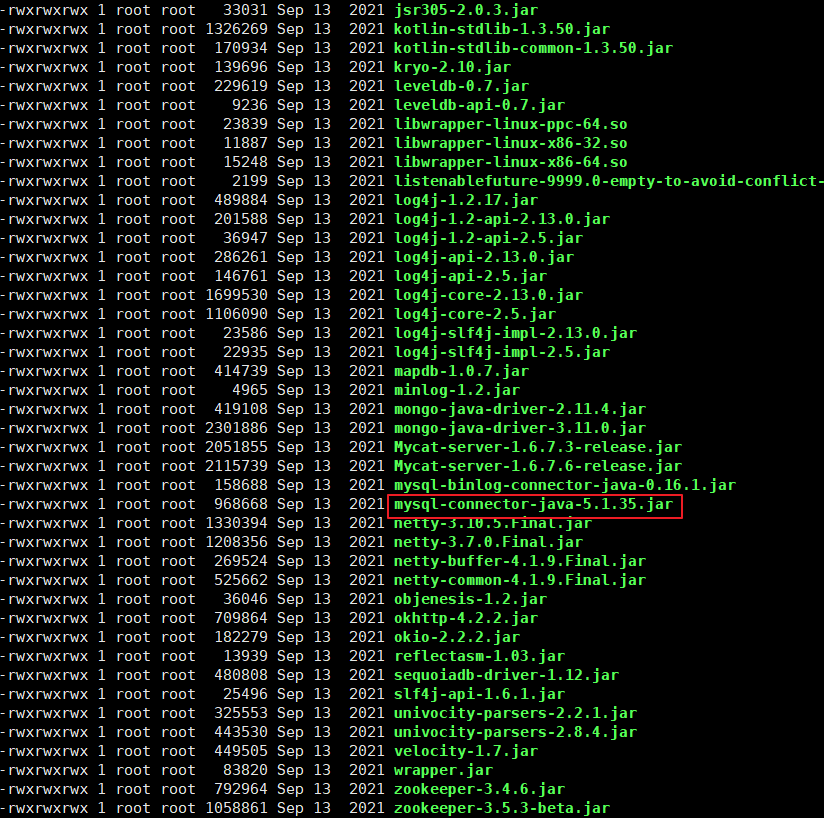 -rwxrwxrwx 1 root root   33031 Sep 13  2021 jsr305-2.0.3.jar
-rwxrwxrwx 1 root root 1326269 Sep 13  2021 kotlin-stdlib-1.3.50.jar
-rwxrwxrwx 1 root root  170934 Sep 13  2021 kotlin-stdlib-common-1.3.50.jar
-rwxrwxrwx 1 root root  139696 Sep 13  2021 kryo-2.10.jar
-rwxrwxrwx 1 root root  229619 Sep 13  2021 leveldb-0.7.jar
-rwxrwxrwx 1 root root    9236 Sep 13  2021 leveldb-api-0.7.jar
-rwxrwxrwx 1 root root   23839 Sep 13  2021 libwrapper-linux-ppc-64.so
-rwxrwxrwx 1 root root   11887 Sep 13  2021 libwrapper-linux-x86-32.so
-rwxrwxrwx 1 root root   15248 Sep 13  2021 libwrapper-linux-x86-64.so
-rwxrwxrwx 1 root root    2199 Sep 13  2021 listenablefuture-9999.0-empty-to-avoid-conflict-
-rwxrwxrwx 1 root root  489884 Sep 13  2021 log4j-1.2.17.jar
-rwxrwxrwx 1 root root  201588 Sep 13  2021 log4j-1.2-api-2.13.0.jar
-rwxrwxrwx 1 root root   36947 Sep 13  2021 log4j-1.2-api-2.5.jar
-rwxrwxrwx 1 root root  286261 Sep 13  2021 log4j-api-2.13.0.jar
-rwxrwxrwx 1 root root  146761 Sep 13  2021 log4j-api-2.5.jar
-rwxrwxrwx 1 root root 1699530 Sep 13  2021 log4j-core-2.13.0.jar
-rwxrwxrwx 1 root root 1106090 Sep 13  2021 log4j-core-2.5.jar
-rwxrwxrwx 1 root root   23586 Sep 13  2021 log4j-slf4j-impl-2.13.0.jar
-rwxrwxrwx 1 root root   22935 Sep 13  2021 log4j-slf4j-impl-2.5.jar
-rwxrwxrwx 1 root root  414739 Sep 13  2021 mapdb-1.0.7.jar
-rwxrwxrwx 1 root root    4965 Sep 13  2021 minlog-1.2.jar
-rwxrwxrwx 1 root root  419108 Sep 13  2021 mongo-java-driver-2.11.4.jar
-rwxrwxrwx 1 root root 2301886 Sep 13  2021 mongo-java-driver-3.11.0.jar
-rwxrwxrwx 1 root root 2051855 Sep 13  2021 Mycat-server-1.6.7.3-release.jar
-rwxrwxrwx 1 root root 2115739 Sep 13  2021 Mycat-server-1.6.7.6-release.jar
-rwxrwxrwx 1 root root  158688 Sep 13  2021 mysql-binlog-connector-java-0.16.1.jar
-rwxrwxrwx 1 root root  968668 Sep 13  2021 mysql-connector-java-5.1.35.jar
-rwxrwxrwx 1 root root 1330394 Sep 13  2021 netty-3.10.5.Final.jar
-rwxrwxrwx 1 root root 1208356 Sep 13  2021 netty-3.7.0.Final.jar
-rwxrwxrwx 1 root root  269524 Sep 13  2021 netty-buffer-4.1.9.Final.jar
-rwxrwxrwx 1 root root  525662 Sep 13  2021 netty-common-4.1.9.Final.jar
-rwxrwxrwx 1 root root   36046 Sep 13  2021 objenesis-1.2.jar
-rwxrwxrwx 1 root root  709864 Sep 13  2021 okhttp-4.2.2.jar
-rwxrwxrwx 1 root root  182279 Sep 13  2021 okio-2.2.2.jar
-rwxrwxrwx 1 root root   13939 Sep 13  2021 reflectasm-1.03.jar
-rwxrwxrwx 1 root root  480808 Sep 13  2021 sequoiadb-driver-1.12.jar
-rwxrwxrwx 1 root root   25496 Sep 13  2021 slf4j-api-1.6.1.jar
-rwxrwxrwx 1 root root  325553 Sep 13  2021 univocity-parsers-2.2.1.jar
-rwxrwxrwx 1 root root  443530 Sep 13  2021 univocity-parsers-2.8.4.jar
-rwxrwxrwx 1 root root  449505 Sep 13  2021 velocity-1.7.jar
-rwxrwxrwx 1 root root   83820 Sep 13  2021 wrapper.jar
-rwxrwxrwx 1 root root  792964 Sep 13  2021 zookeeper-3.4.6.jar
-rwxrwxrwx 1 root root 1058861 Sep 13  2021 zookeeper-3.5.3-beta.jar